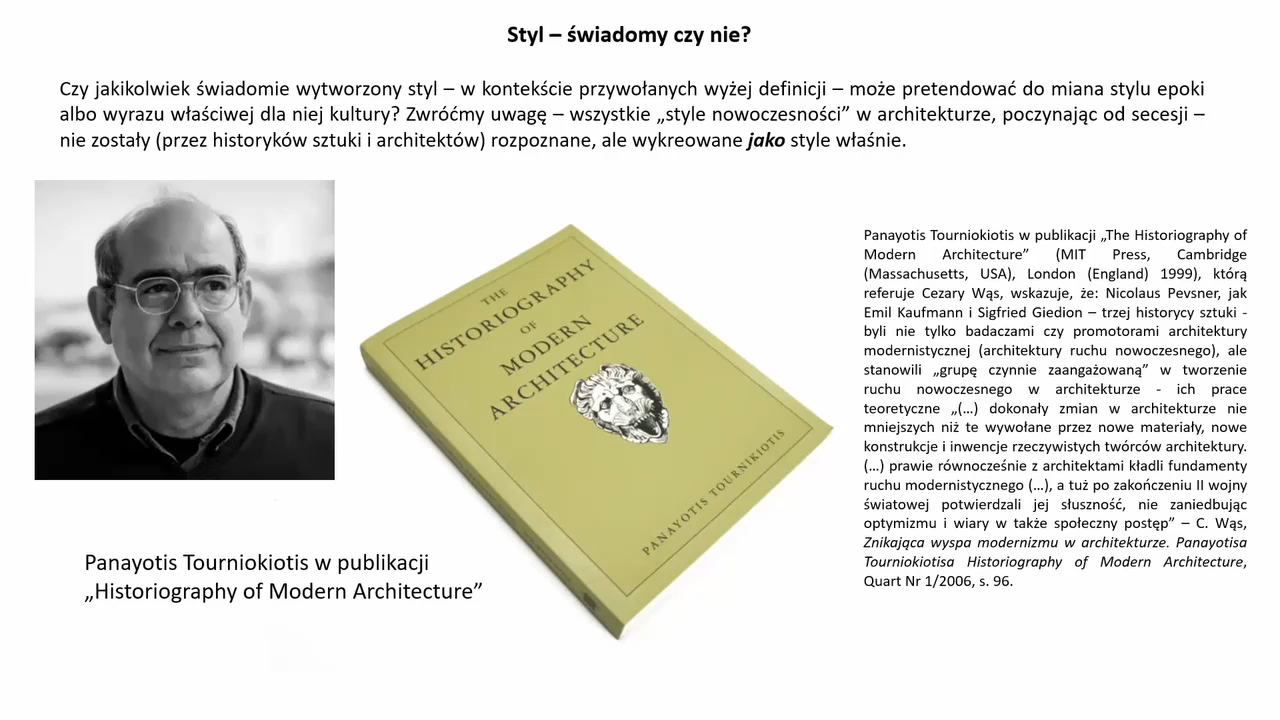 Styl – świadomy czy nie?
Czy jakikolwiek świadomie wytworzony styl – w kontekście przywołanych wyżej definicji – może pretendować do miana stylu epoki
albo wyrazu właściwej dla niej kultury? Zwróćmy uwagę – wszystkie „style nowoczesności” w architekturze, poczynając od secesji –
nie zostały (przez historyków sztuki i architektów) rozpoznane, ale wykreowane jako style właśnie.
THE
HISTORIOGRAPHY
OF
MODERN
ARCHITECTURE
PANAYOTIS TOURNIKIOTIS
Panayotis Tourniokiotis w publikacji
„Historiography of Modern Architecture”
Panayotis Tourniokiotis w publikacji „The Historiography of
Modern Architecture” (MIT Press, Cambridge
(Massachusetts, USA), London (England) 1999), którą
referuje Cezary Wąs, wskazuje, że: Nicolaus Pevsner, jak
Emil Kaufmann i Sigfried Giedion – trzej historycy sztuki -
byli nie tylko badaczami czy promotorami architektury
modernistycznej (architektury ruchu nowoczesnego), ale
stanowili „grupę czynnie zaangażowaną” w tworzenie
ruchu nowoczesnego w architekturze - ich prace
teoretyczne „(…) dokonały zmian w architekturze nie
mniejszych niż te wywołane przez nowe materiały, nowe
konstrukcje i inwencje rzeczywistych twórców architektury.
(…) prawie równocześnie z architektami kładli fundamenty
ruchu modernistycznego (…), a tuż po zakończeniu II wojny
światowej potwierdzali jej słuszność, nie zaniedbując
optymizmu i wiary w także społeczny postęp” – C. Wąs,
Znikająca wyspa modernizmu w architekturze. Panayotisa
Tourniokiotisa Historiography of Modern Architecture,
Quart Nr 1/2006, s. 96.